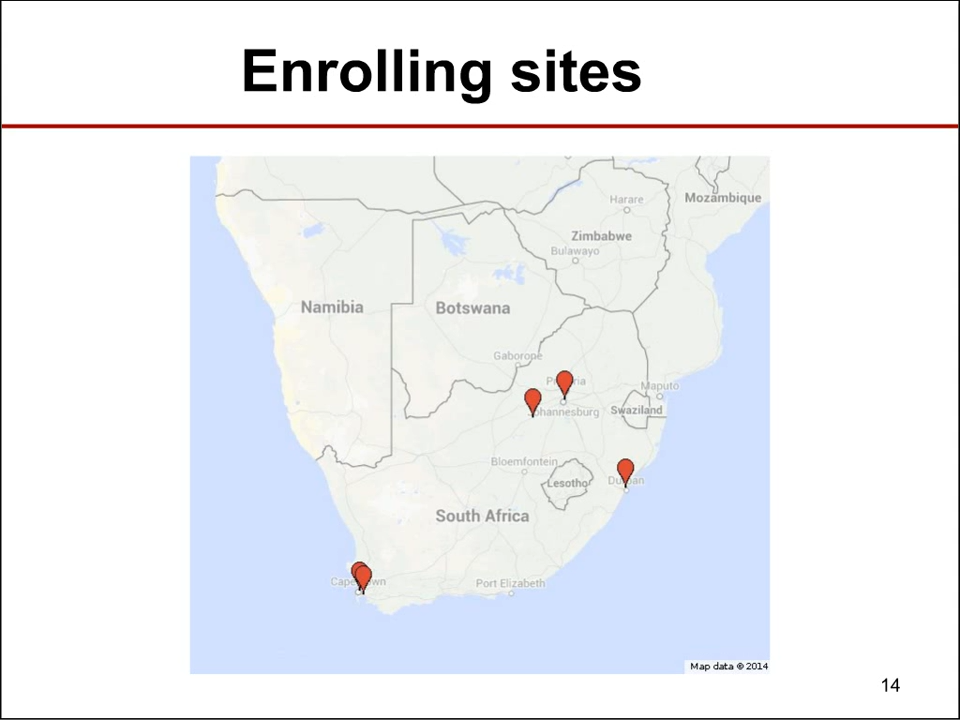 Enrolling sites
Harare
Mozambique
Zimbabwe
Bulawayo
Namibia
Botswana
Gaborone
Maputo
Swaziland
Bloemfontein
Lesotho
South Africa
Port Elizabeth
Map data © 2014
14